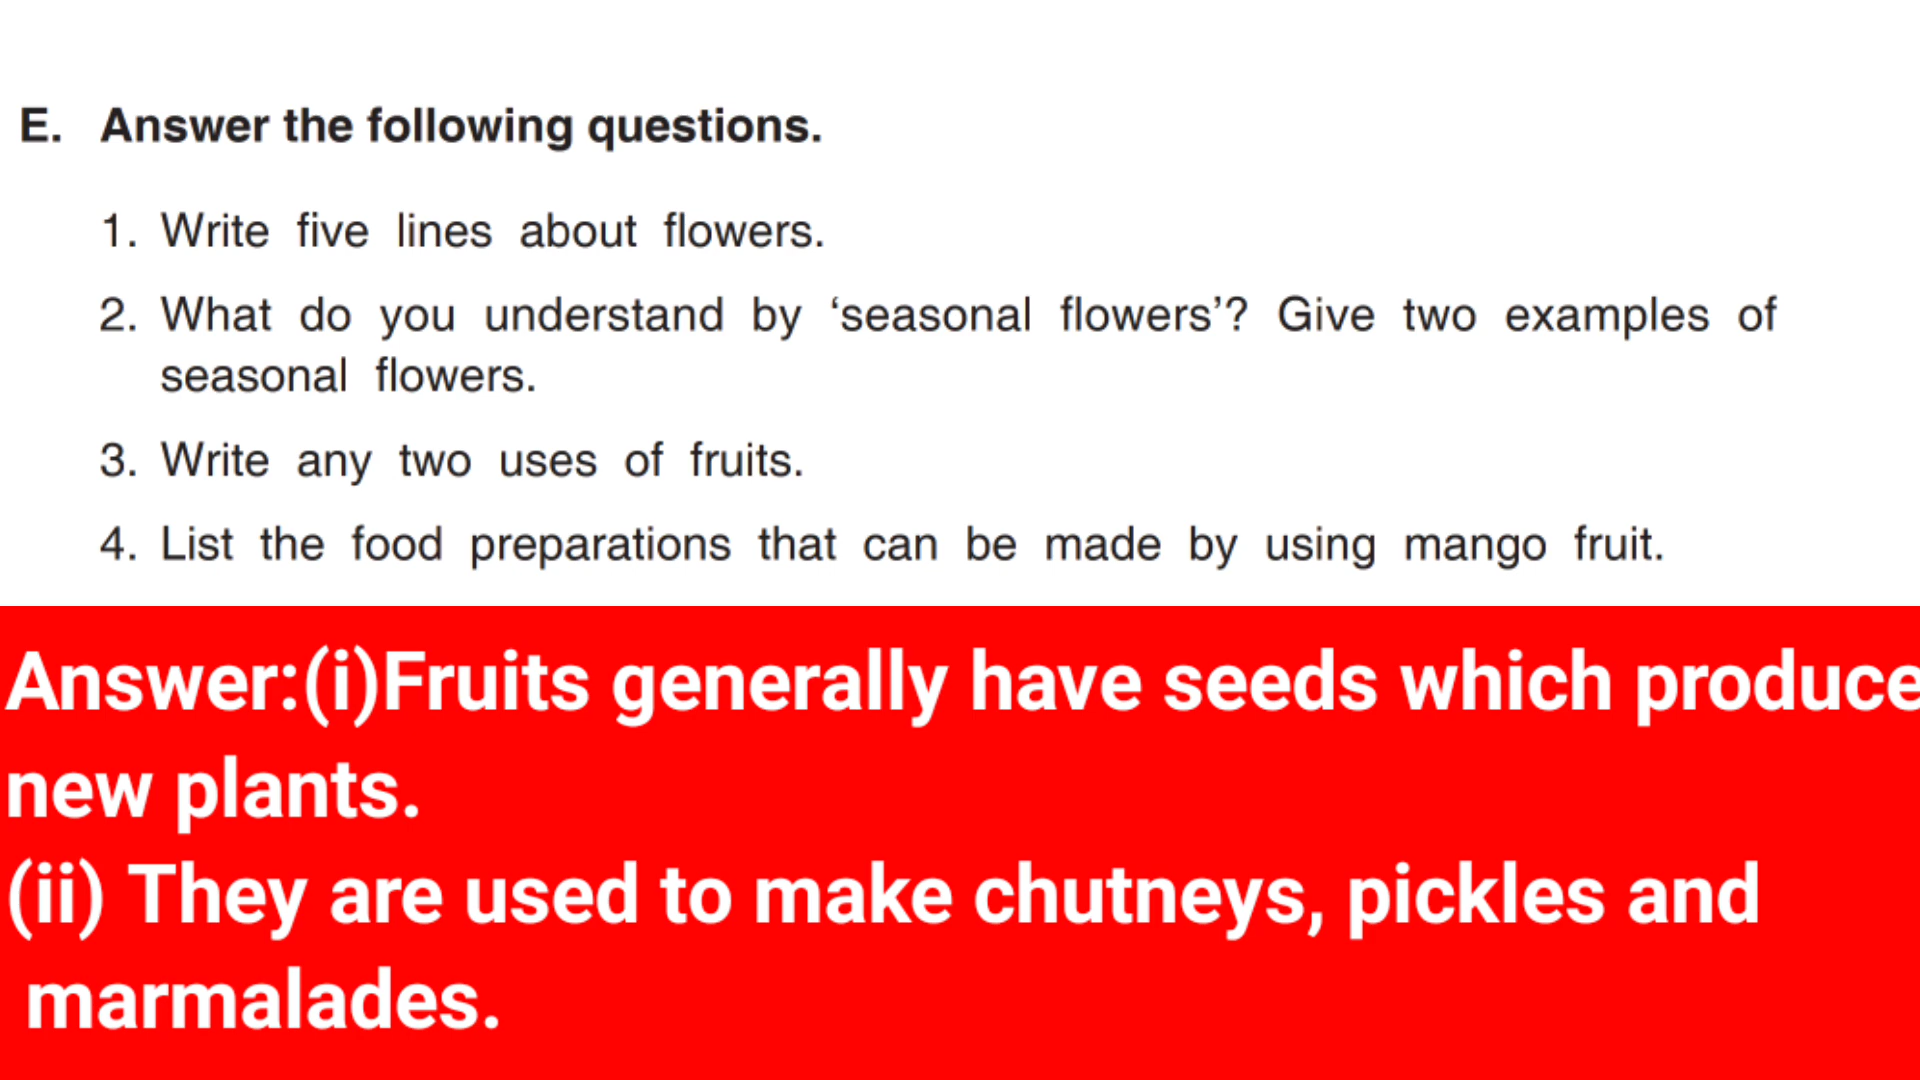 E. Answer the following questions.
1. Write five lines about flowers.
2. What do you understand by ‘seasonal flowers’? Give two examples of
seasonal flowers.
3. Write any two uses of fruits.
4. List the food preparations that can be made by using mango fruit.
Answer:(i)Fruits generally have seeds which produce
new plants.
(ii) They are used to make chutneys, pickles and
marmalades.